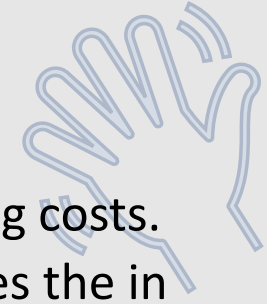 g costs.
es the in